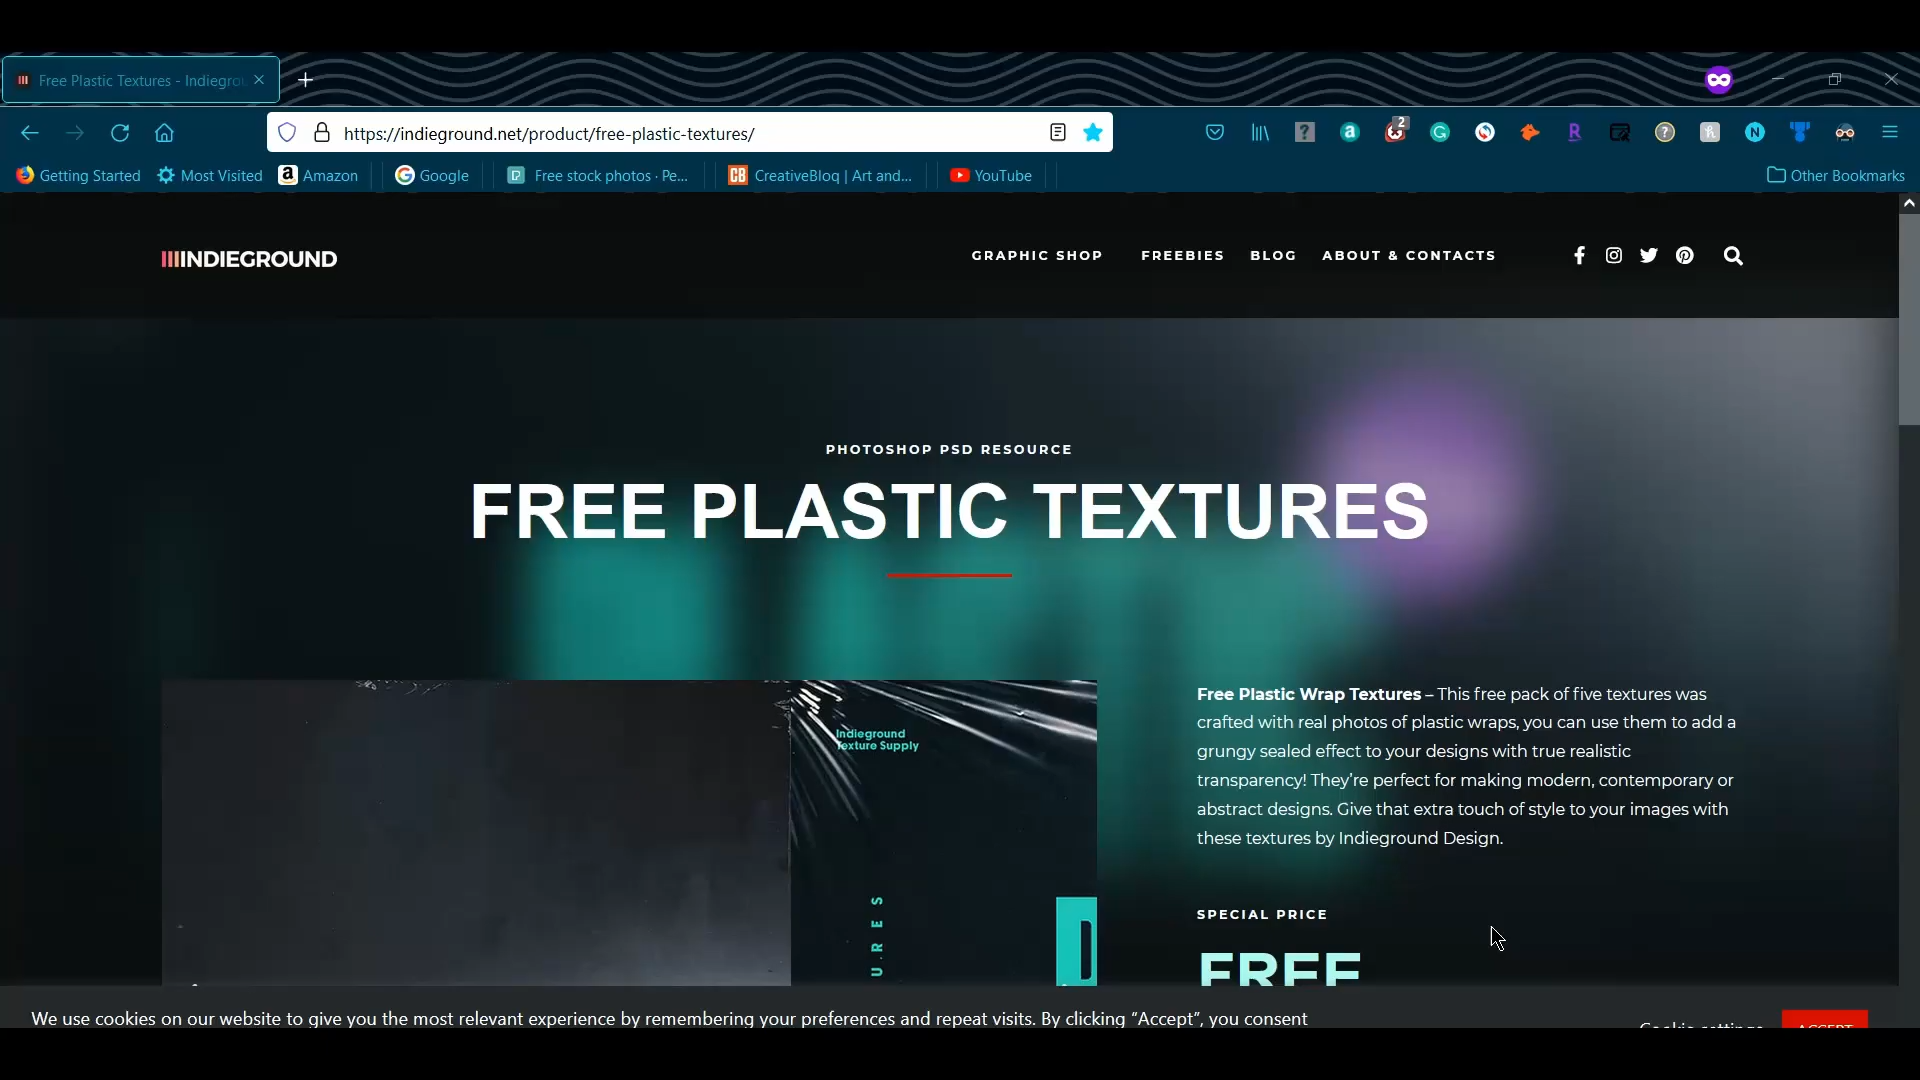 Free Plastic Textures - Indiegrou
https://indieground.net/product/free-plastic-textures/
2
Getting Started
Most Visited
Amazon
Google
Free stock photos · Pe...
CreativeBloq | Art and...
YouTube
Other Bookmarks
INDIEGROUND
GRAPHIC SHOP
FREEBIES
BLOG
ABOUT & CONTACTS
PHOTOSHOP PSD RESOURCE
FREE PLASTIC TEXTURES
Indieground
Texture Supply
U R E S
Free Plastic Wrap Textures – This free pack of five textures was
crafted with real photos of plastic wraps, you can use them to add a
grungy sealed effect to your designs with true realistic
transparency! They're perfect for making modern, contemporary or
abstract designs. Give that extra touch of style to your images with
these textures by Indieground Design.
SPECIAL PRICE
FREE
We use cookies on our website to give you the most relevant experience by remembering your preferences and repeat visits. By clicking “Accept”, you consent
Cookie settings
ACCEPT